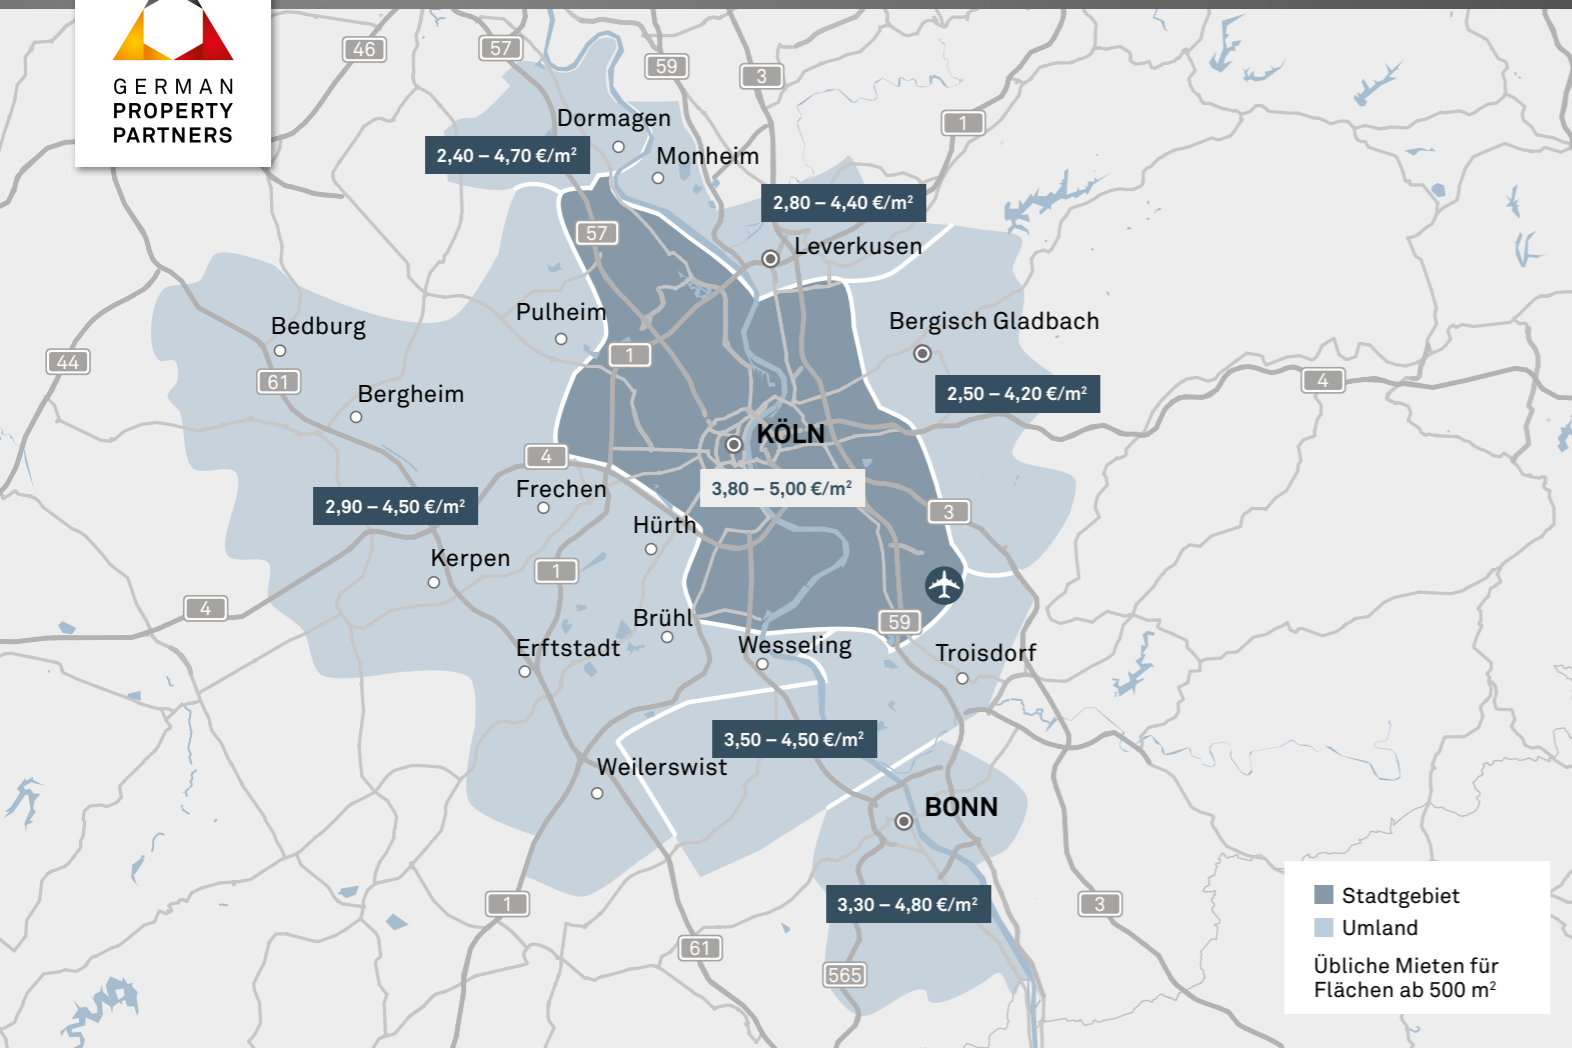 GERMAN
PROPERTY
PARTNERS
46
57
59
3
1
Dormagen
2,40 – 4,70 €/m²
Monheim
2,80 – 4,40 €/m²
57
Leverkusen
Pulheim
Bergisch Gladbach
Bedburg
44
1
61
4
Bergheim
2,50 – 4,20 €/m²
KÖLN
4
3,80 – 5,00 €/m²
Frechen
2,90 – 4,50 €/m²
3
Hürth
Kerpen
1
4
Brühl
59
Erftstadt
Wesseling
Troisdorf
3,50 – 4,50 €/m²
Weilerswist
BONN
1
3,30 – 4,80 €/m²
3
61
565
Stadtgebiet
Umland
Übliche Mieten für
Flächen ab 500 m²